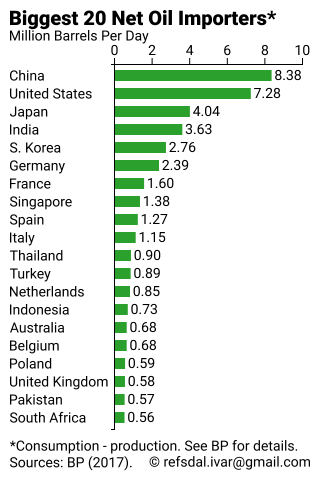 Biggest 20 Net Oil Importers*
Million Barrels Per Day
0 2 4 6 8 10
China 8.38
United States 7.28
Japan 4.04
India 3.63
S. Korea 2.76
Germany 2.39
France 1.60
Singapore 1.38
Spain 1.27
Italy 1.15
Thailand 0.90
Turkey 0.89
Netherlands 0.85
Indonesia 0.73
Australia 0.68
Belgium 0.68
Poland 0.59
United Kingdom 0.58
Pakistan 0.57
South Africa 0.56
*Consumption - production. See BP for details.
Sources: BP (2017). © refsdal.ivar@gmail.com